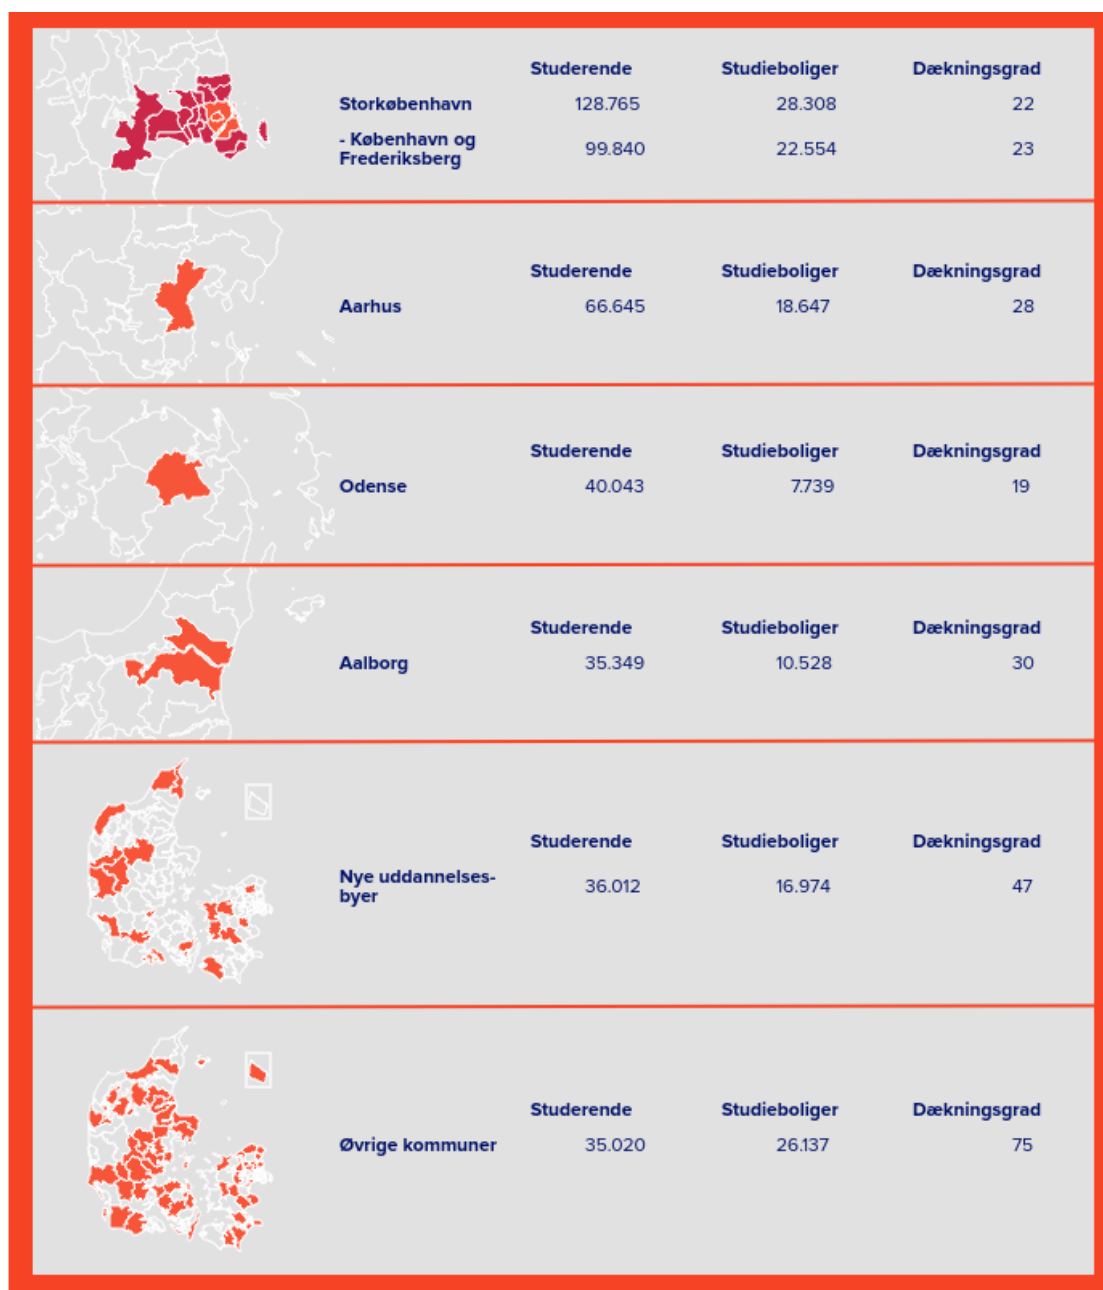 Studerende Studieboliger Dækningsgrad
Storkøbenhavn 128.765 28.308 22
- København og
Frederiksberg 99.840 22.554 23
Studerende Studieboliger Dækningsgrad
Aarhus 66.645 18.647 28
Studerende Studieboliger Dækningsgrad
Odense 40.043 7.739 19
Studerende Studieboliger Dækningsgrad
Aalborg 35.349 10.528 30
Studerende Studieboliger Dækningsgrad
Nye uddannelses-
byer 36.012 16.974 47
Studerende Studieboliger Dækningsgrad
Øvrige kommuner 35.020 26.137 75